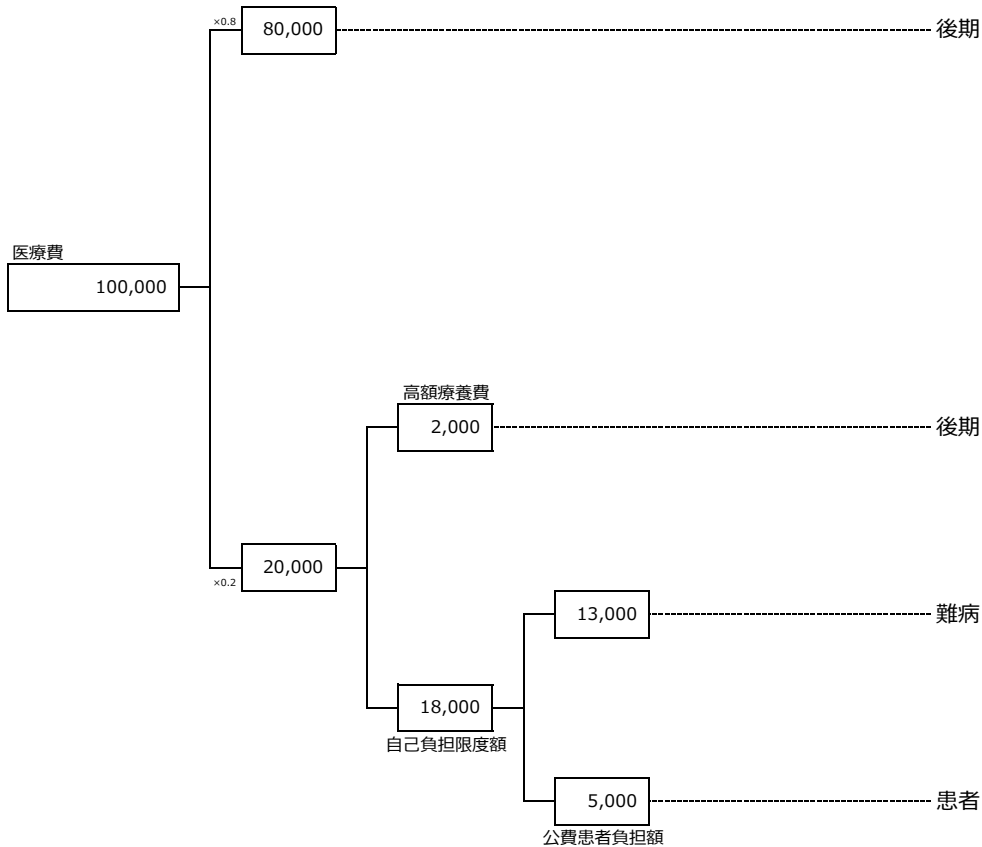 ×0.8
80,000
後期
医療費
100,000
高額療養費
2,000
後期
20,000
×0.2
13,000
難病
18,000
自己負担限度額
5,000
患者
公費患者負担額